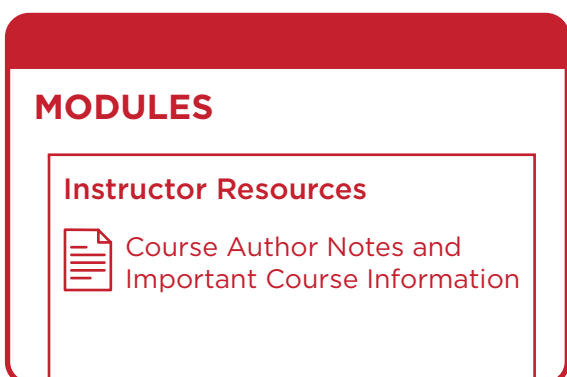 MODULES
Instructor Resources
Course Author Notes and
Important Course Information